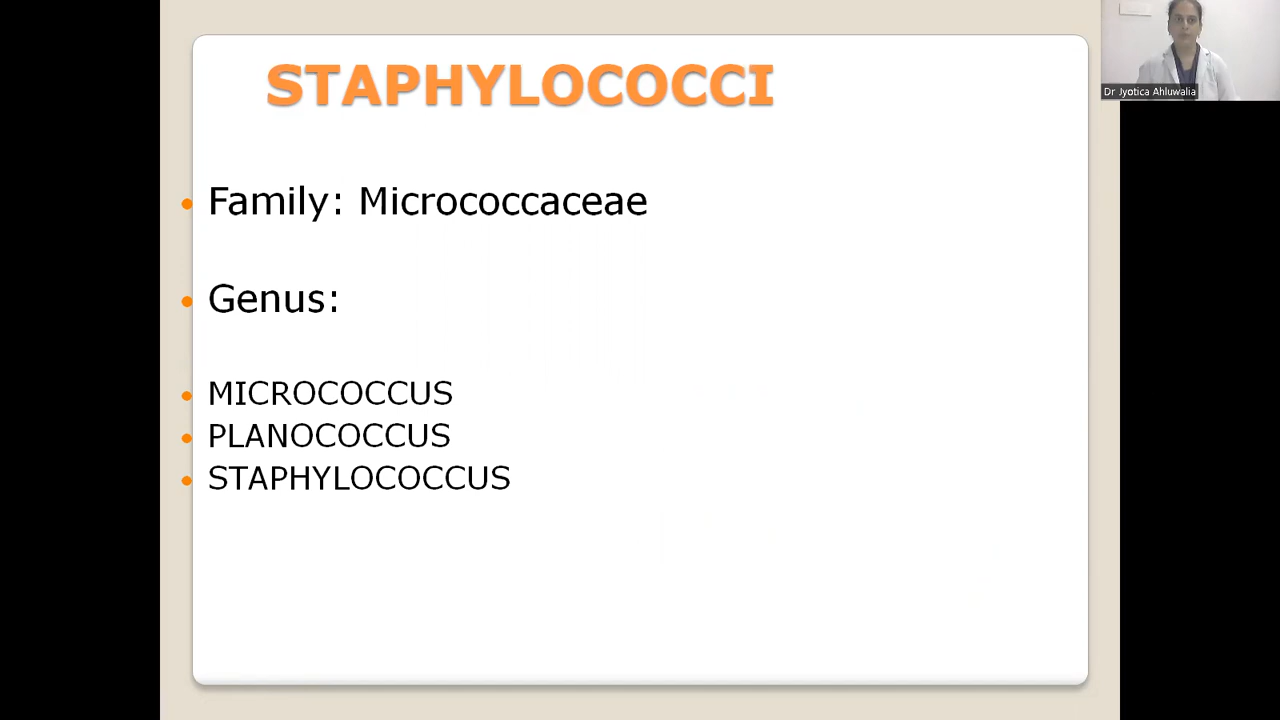 STAPHYLOCOCCI
Dr Jyotica Ahluwalia
• Family: Micrococcaceae
• Genus:
• MICROCOCCUS
• PLANOCOCCUS
• STAPHYLOCOCCUS